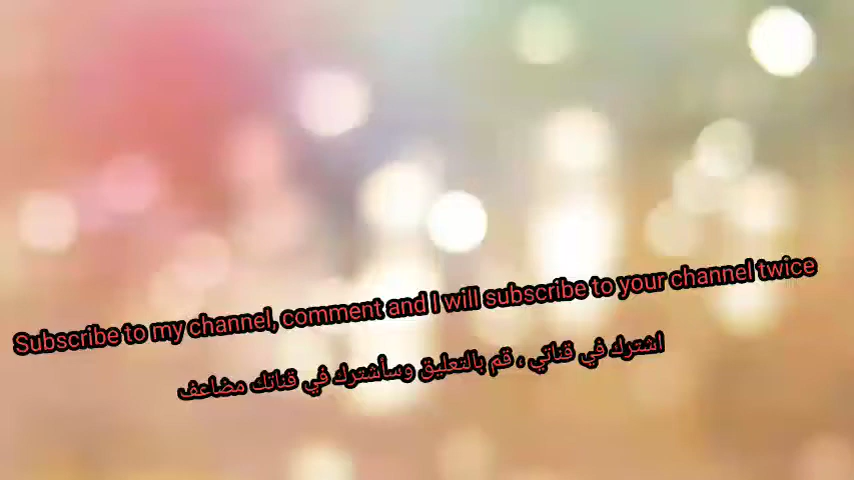 Subscribe to my channel, comment and I will subscribe to your channel twice
اشترك في قناتي ، قم بالتعليق وسأشترك في قناتك مضاعف